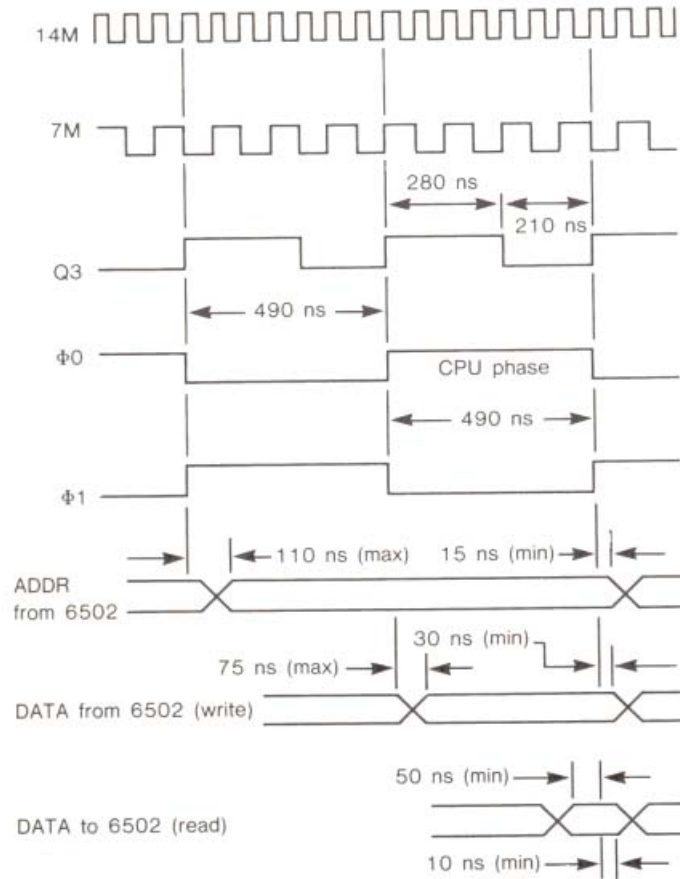 14M
7M
280 ns
210 ns
Q3
490 ns
Φ0
CPU phase
490 ns
Φ1
110 ns (max)
15 ns (min)
ADDR
from 6502
30 ns
(min)
75 ns (max)
DATA from 6502 (write)
50 ns (min)
DATA to 6502 (read)
10 ns (min)